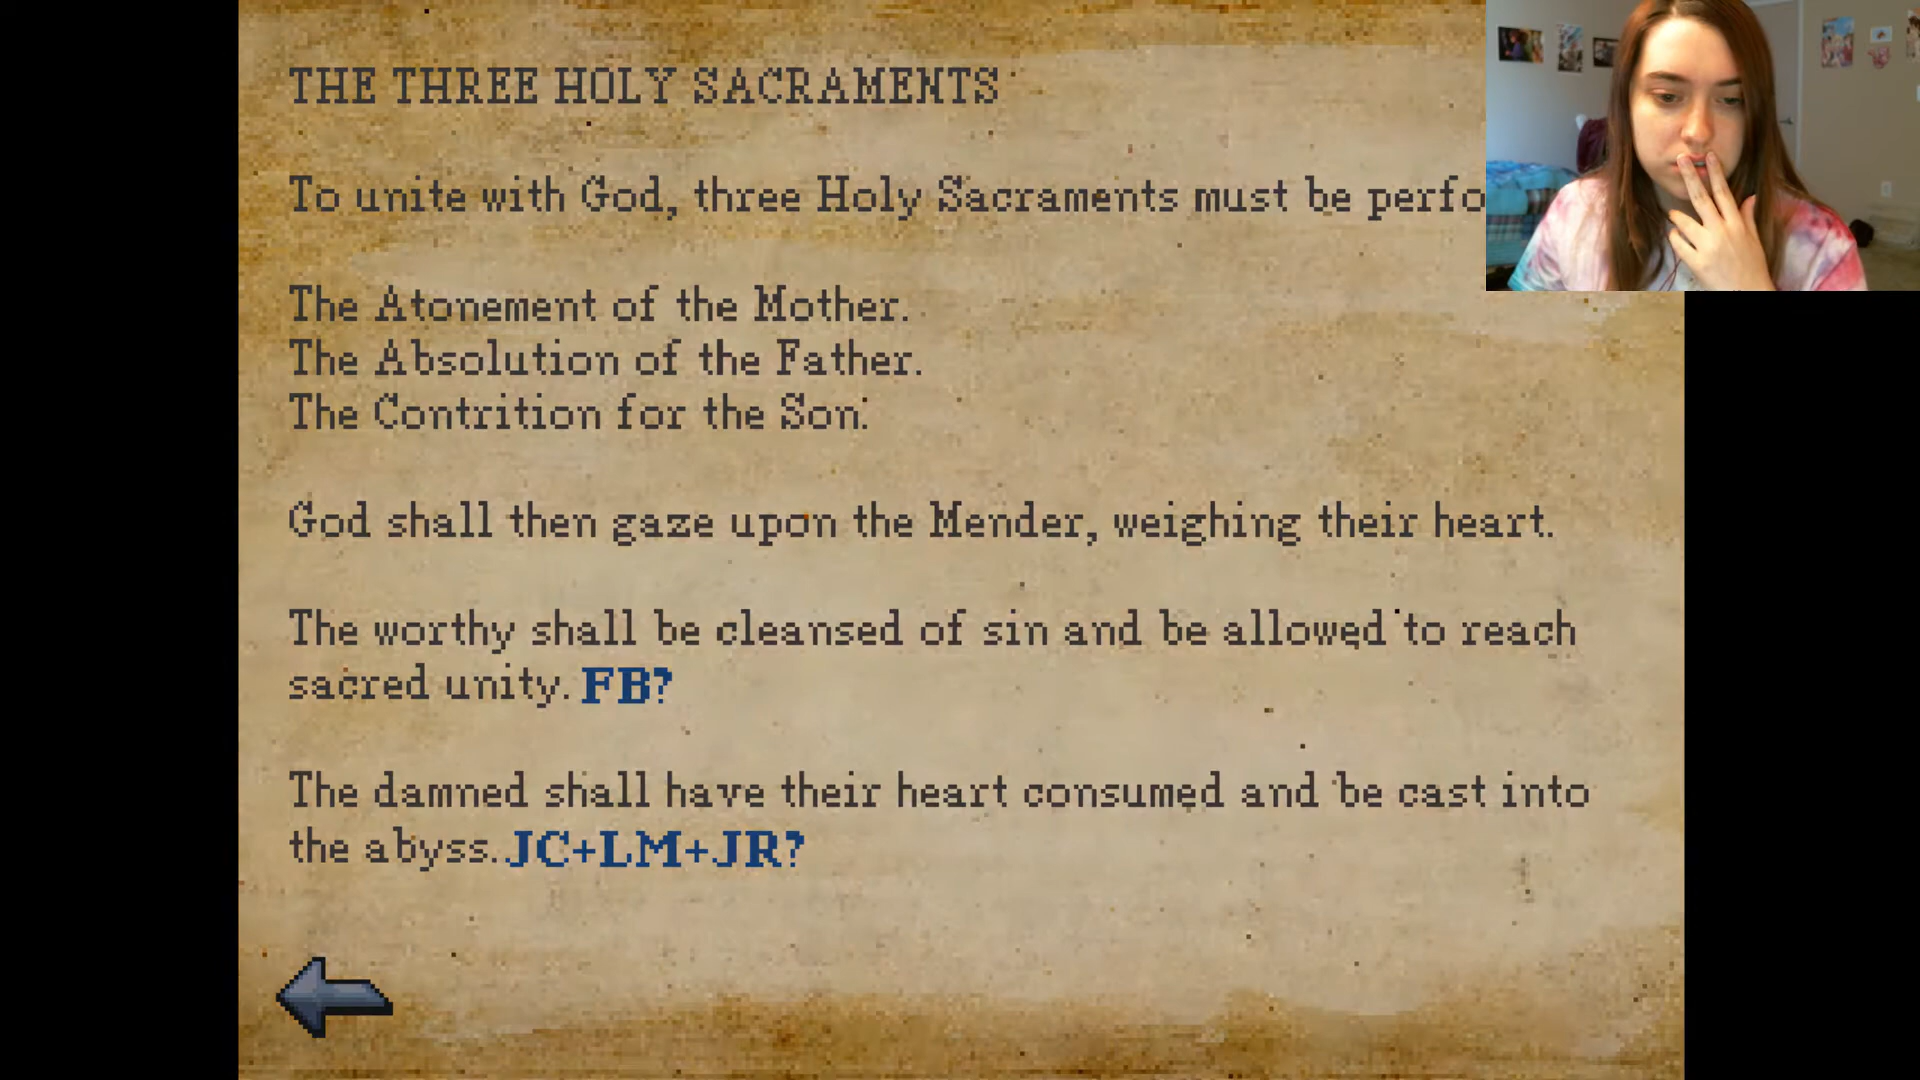 THE THREE HOLY SACRAMENTS
To unite with God, three Holy Sacraments must be
The Atonement of the Mother.
The Absolution of the Father.
The Contrition for the Son.
God shall then gaze upon the Mender, weighing their heart.
The worthy shall be cleansed of sin and be allowed to reach
sacred unity. FB?
The damned shall have their heart consumed and be cast into
the abyss. JC+LM+JR?